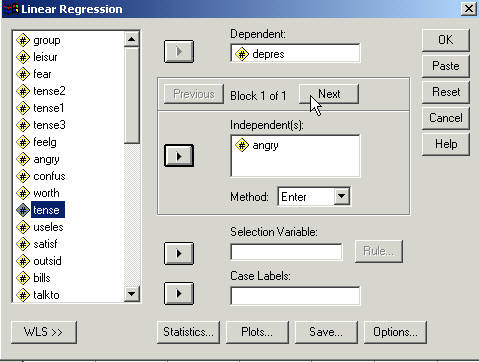 Linear Regression
group
leisur
fear
tense2
tense1
tense3
feelg
angry
confus
worth
tense
useles
satisf
outsid
bills
talkto
WLS >>
Dependent:
depres
Previous
Block 1 of 1
Next
Independent(s):
angry
Method:
Enter
Selection Variable:
Rule...
Case Labels:
Statistics...
Plots...
Save...
Options...
OK
Paste
Reset
Cancel
Help